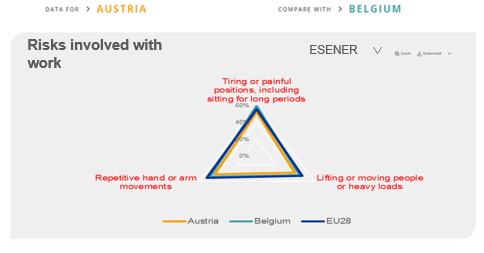 DATA FOR > AUSTRIA
COMPARE WITH > BELGIUM
Risks involved with
work
ESENER
Zoom
Download
Tiring or painful
positions, including
sitting for long periods
60%
40%
20%
0%
Repetitive hand or arm
movements
Lifting or moving people
or heavy loads
Austria
Belgium
EU28